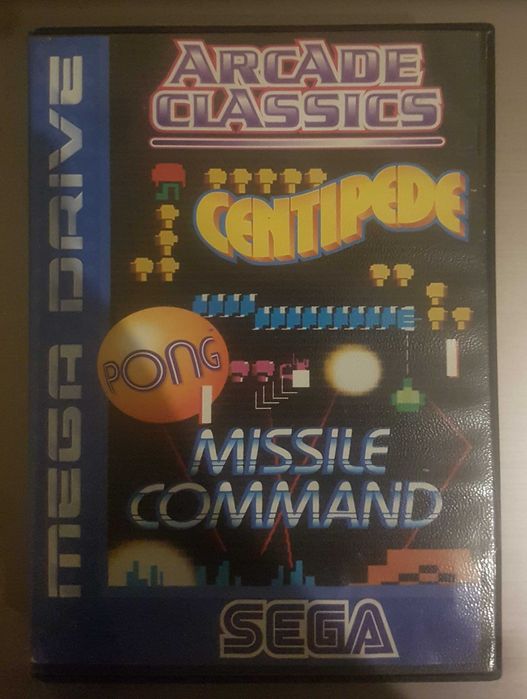 MEGA DRIVE
ARCADE
CLASSICS
CENTIPEDE
PONG
MISSILE
COMMAND
SEGA